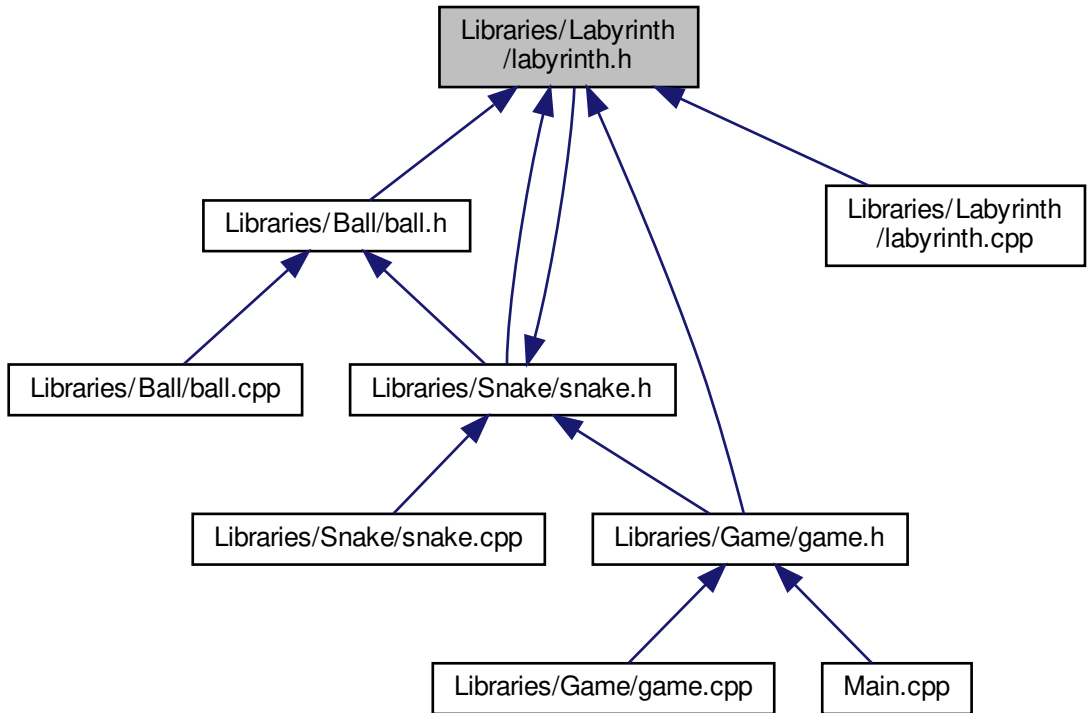 Libraries/Labyrinth
/labyrinth.h
Libraries/Ball/ball.h
Libraries/Labyrinth
/labyrinth.cpp
Libraries/Ball/ball.cpp
Libraries/Snake/snake.h
Libraries/Snake/snake.cpp
Libraries/Game/game.h
Libraries/Game/game.cpp
Main.cpp